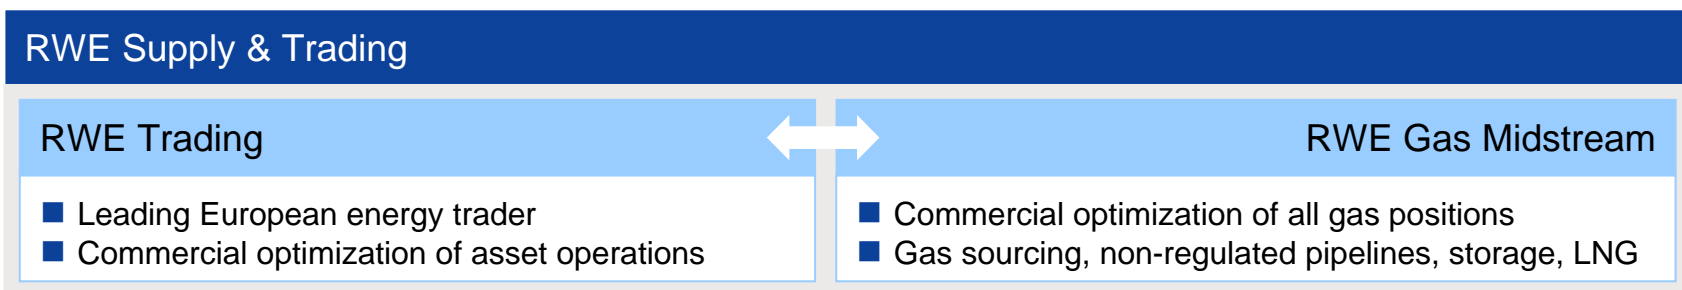 RWE Supply & Trading
RWE Trading
Leading European energy trader
Commercial optimization of asset operations
RWE Gas Midstream
Commercial optimization of all gas positions
Gas sourcing, non-regulated pipelines, storage, LNG